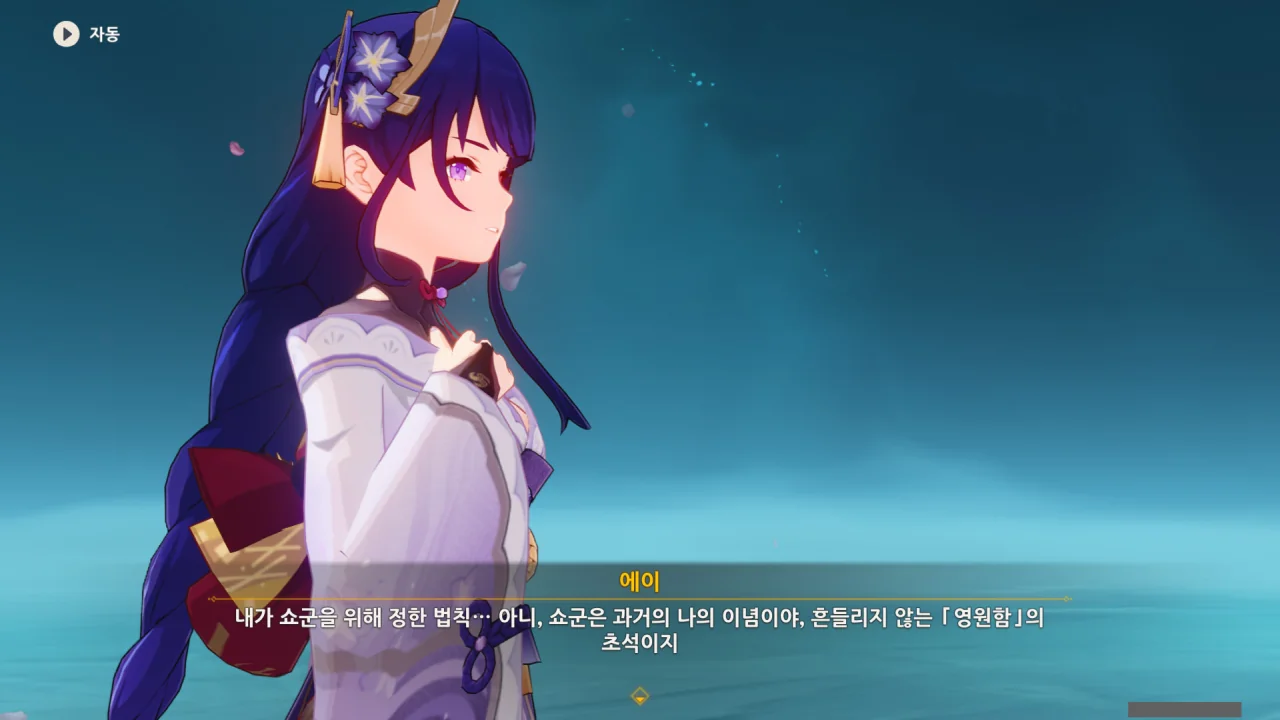 자동
에이
내가 쇼군을 위해 정한 법칙… 아니, 쇼군은 과거의 나의 이념이야, 흔들리지 않는 「영원함」의
초석이지